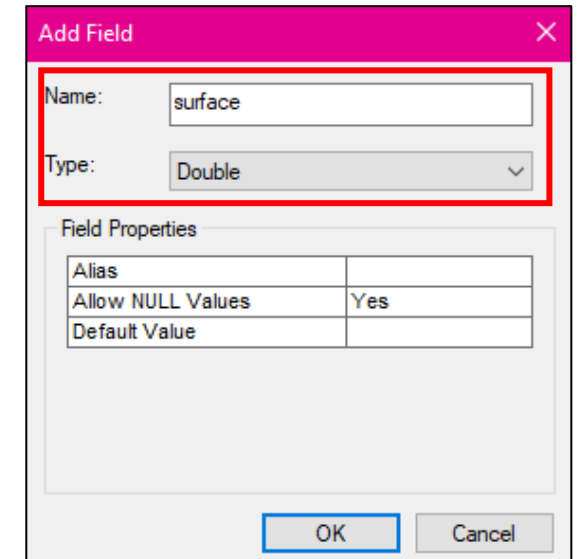 Add Field
Name: surface
Type: Double
Field Properties
Alias
Allow NULL Values Yes
Default Value
OK Cancel